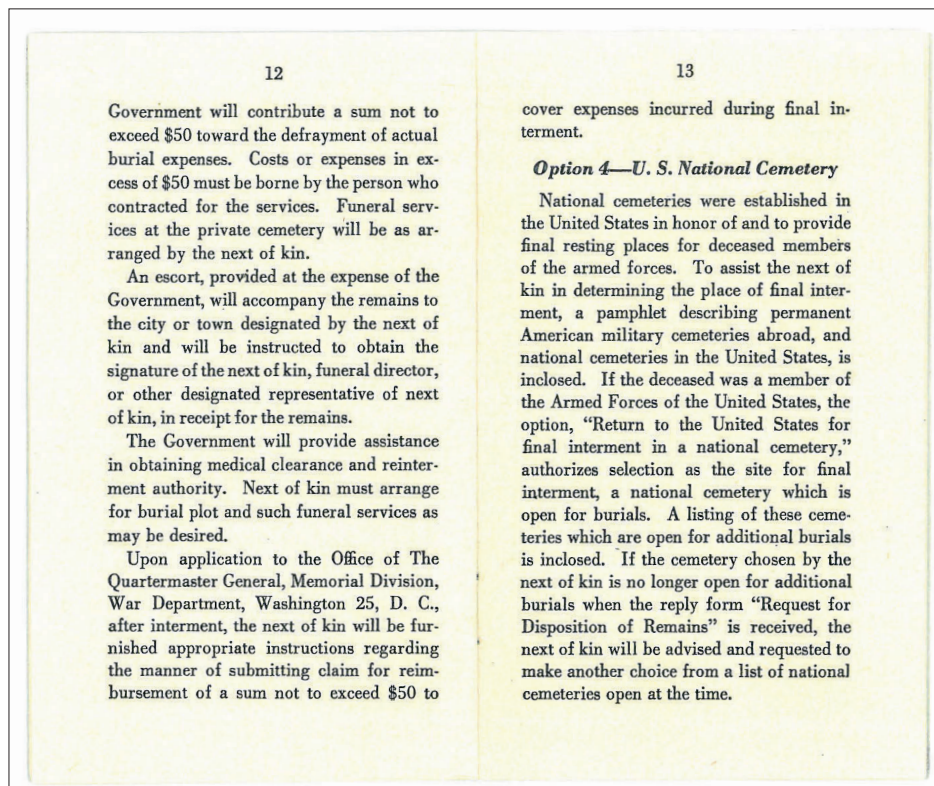 12
Government will contribute a sum not to
exceed $50 toward the defrayment of actual
burial expenses. Costs or expenses in ex-
cess of $50 must be borne by the person who
contracted for the services. Funeral serv-
ices at the private cemetery will be as ar-
ranged by the next of kin.
An escort, provided at the expense of the
Government, will accompany the remains to
the city or town designated by the next of
kin and will be instructed to obtain the
signature of the next of kin, funeral director,
or other designated representative of next
of kin, in receipt for the remains.
The Government will provide assistance
in obtaining medical clearance and reinter-
ment authority. Next of kin must arrange
for burial plot and such funeral services as
may be desired.
Upon application to the Office of The
Quartermaster General, Memorial Division,
War Department, Washington 25, D. C.,
after interment, the next of kin will be fur-
nished appropriate instructions regarding
the manner of submitting claim for reim-
bursement of a sum not to exceed $50 to
13
cover expenses incurred during final in-
terment.
Option 4—U. S. National Cemetery
National cemeteries were established in
the United States in honor of and to provide
final resting places for deceased members
of the armed forces. To assist the next of
kin in determining the place of final inter-
ment, a pamphlet describing permanent
American military cemeteries abroad, and
national cemeteries in the United States, is
inclosed. If the deceased was a member of
the Armed Forces of the United States, the
option, “Return to the United States for
final interment in a national cemetery,”
authorizes selection as the site for final
interment, a national cemetery which is
open for burials. A listing of these ceme-
teries which are open for additional burials
is inclosed. If the cemetery chosen by the
next of kin is no longer open for additional
burials when the reply form “Request for
Disposition of Remains” is received, the
next of kin will be advised and requested to
make another choice from a list of national
cemeteries open at the time.